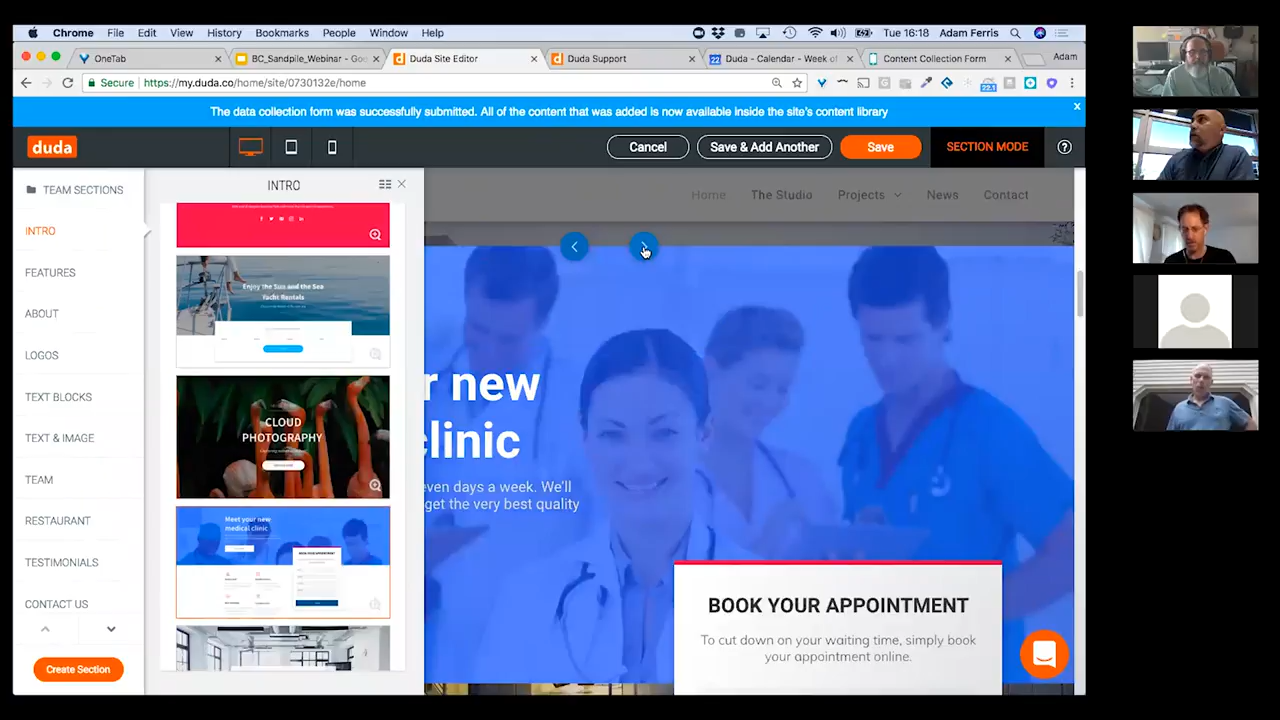 Chrome File Edit View History Bookmarks People Window Help Tue 16:18 Adam Ferris
OneTab BC_Sandpile_Webinar - Goo Duda Site Editor Duda Support Duda - Calendar - Week of Content Collection Form Adam
Secure https://my.duda.co/home/site/0730132e/home
The data collection form was successfully submitted. All of the content that was added is now available inside the site's content library
duda Cancel Save & Add Another Save SECTION MODE
TEAM SECTIONS
INTRO
FEATURES
ABOUT
LOGOS
TEXT BLOCKS
TEXT & IMAGE
TEAM
RESTAURANT
TESTIMONIALS
CONTACT US
Create Section
INTRO
Enjoy the Sun and the Sea
Yacht Rentals
CLOUD
PHOTOGRAPHY
Meet your new
medical clinic
BOOK YOUR APPOINTMENT
Home The Studio Projects News Contact
r new
clinic
even days a week. We'll
get the very best quality
BOOK YOUR APPOINTMENT
To cut down on your waiting time, simply book
your appointment online.